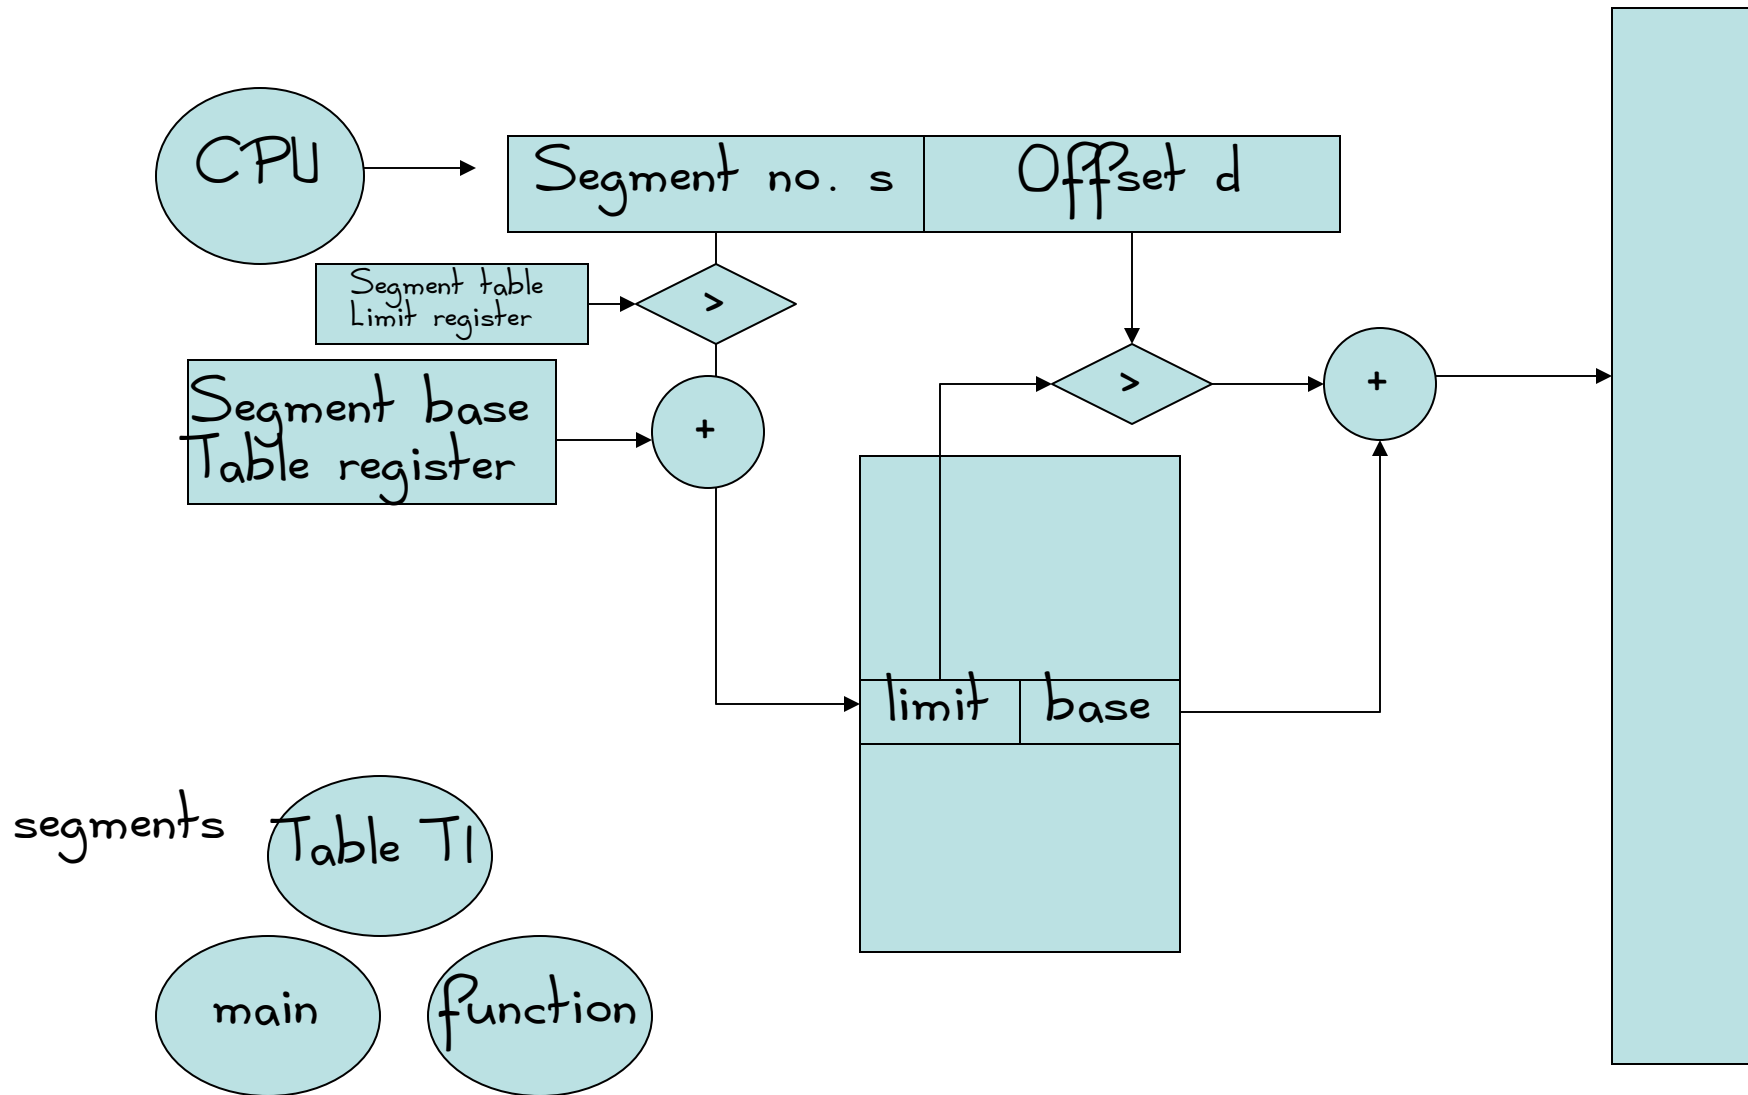 CPU
Segment no. s
Offset d
Segment table
Limit register
>
Segment base
Table register
+
>
+
limit
base
segments
Table T1
main
function